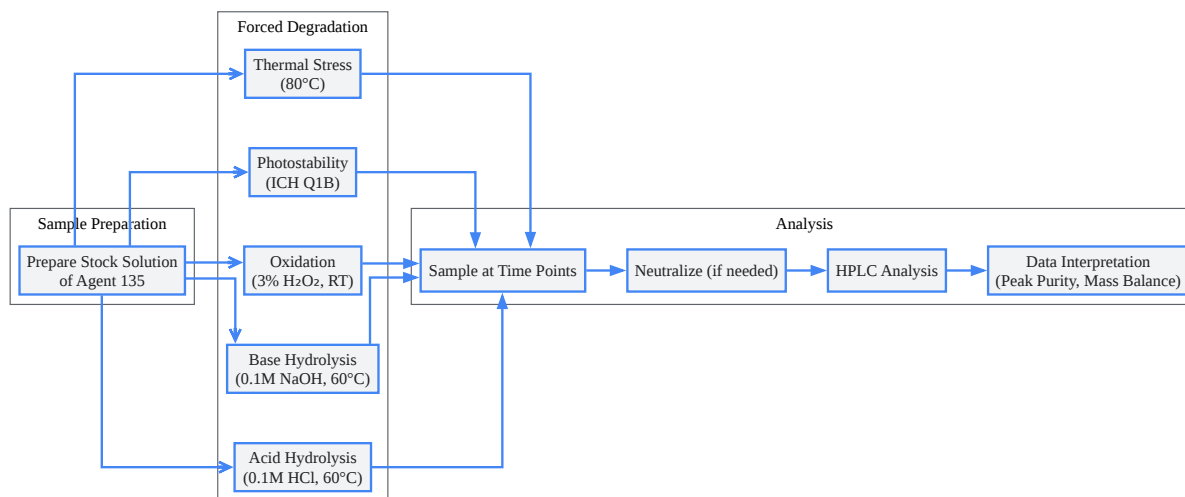 Forced Degradation
Thermal Stress
(80°C)
Photostability
(ICH Q1B)
Sample Preparation
Prepare Stock Solution
of Agent 135
Oxidation
(3% H₂O₂, RT)
Base Hydrolysis
(0.1M NaOH, 60°C)
Acid Hydrolysis
(0.1M HCl, 60°C)
Analysis
Sample at Time Points
Neutralize (if needed)
HPLC Analysis
Data Interpretation
(Peak Purity, Mass Balance)